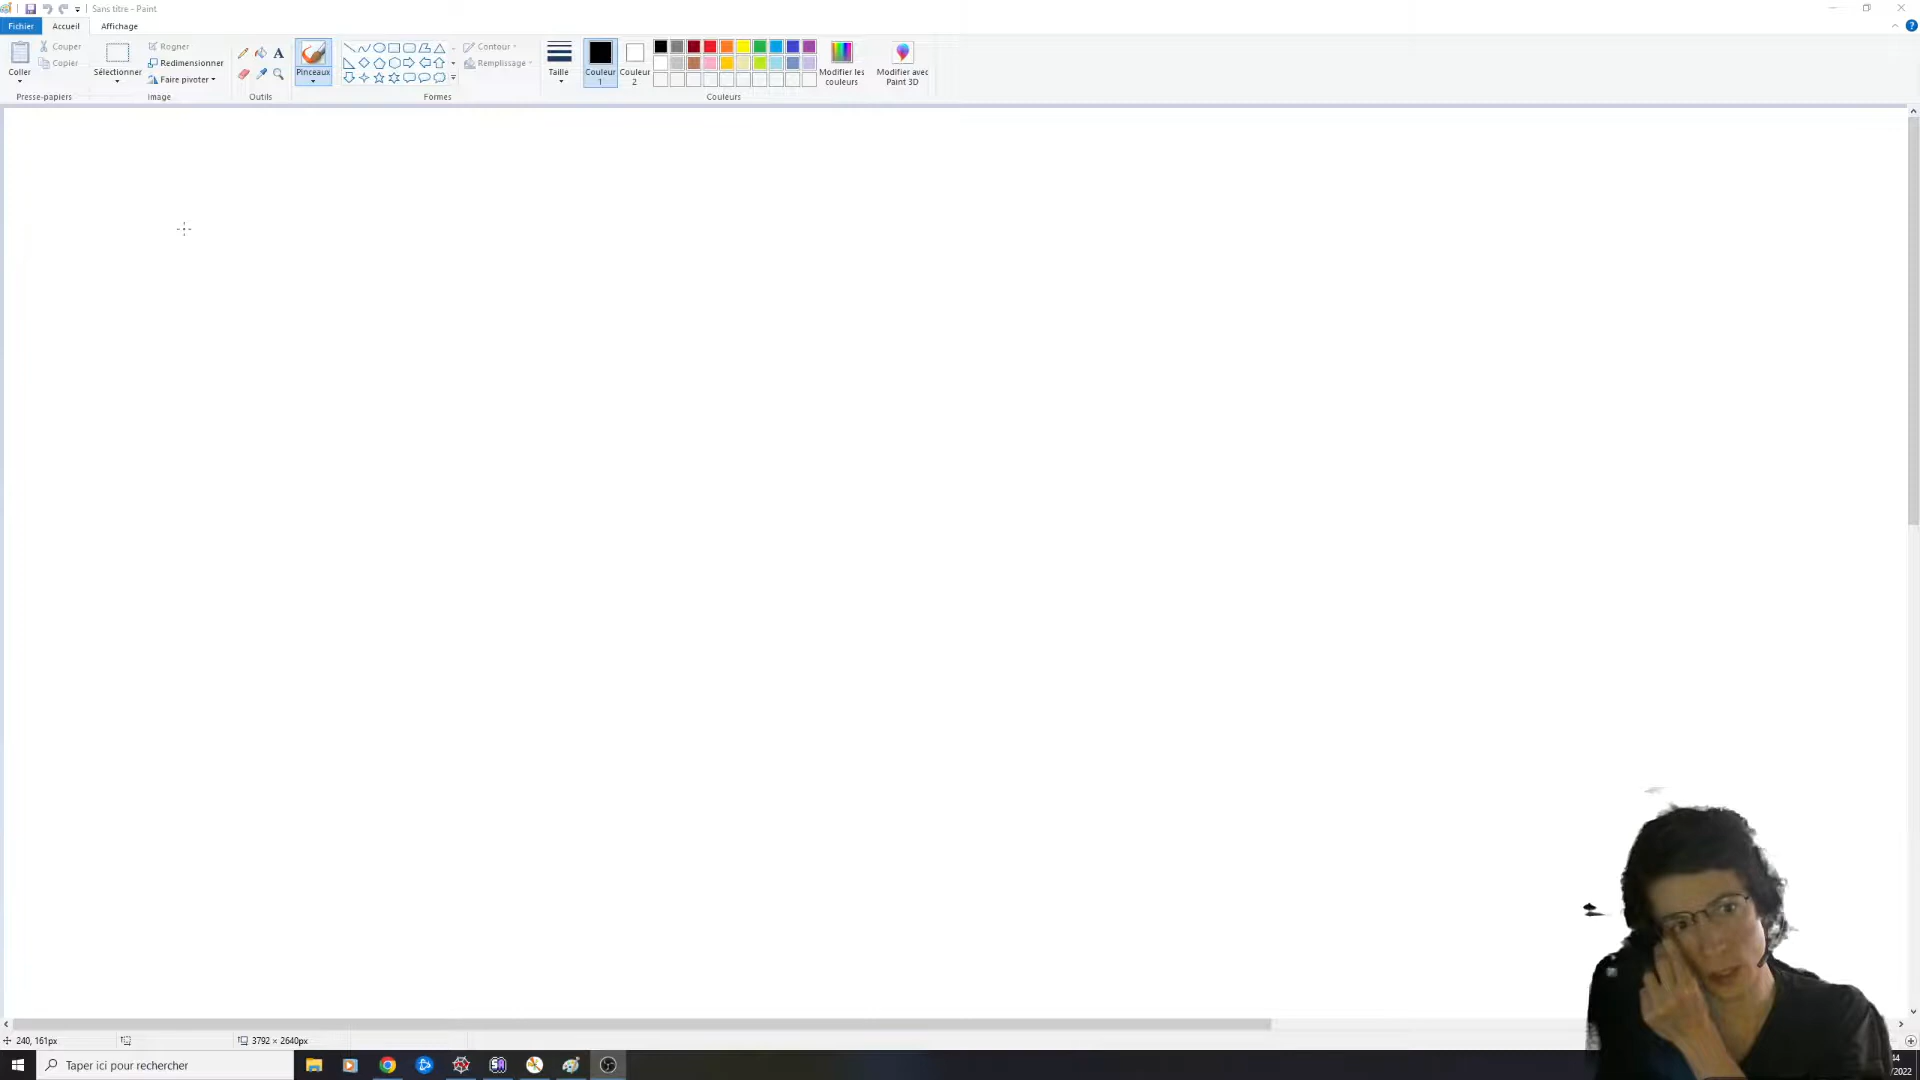 Sans titre - Paint
Fichier Accueil Affichage
Coller
Couper
Copier
Presse-papiers
Sélectionner
Rogner
Redimensionner
Faire pivoter
Image
A
Outils
Pinceaux
Contour
Remplissage
Formes
Taille
Couleur 1
Couleur 2
Modifier les couleurs
Modifier avec Paint 3D
Couleurs
240, 161px
3792 × 2640px
Taper ici pour rechercher
/2022